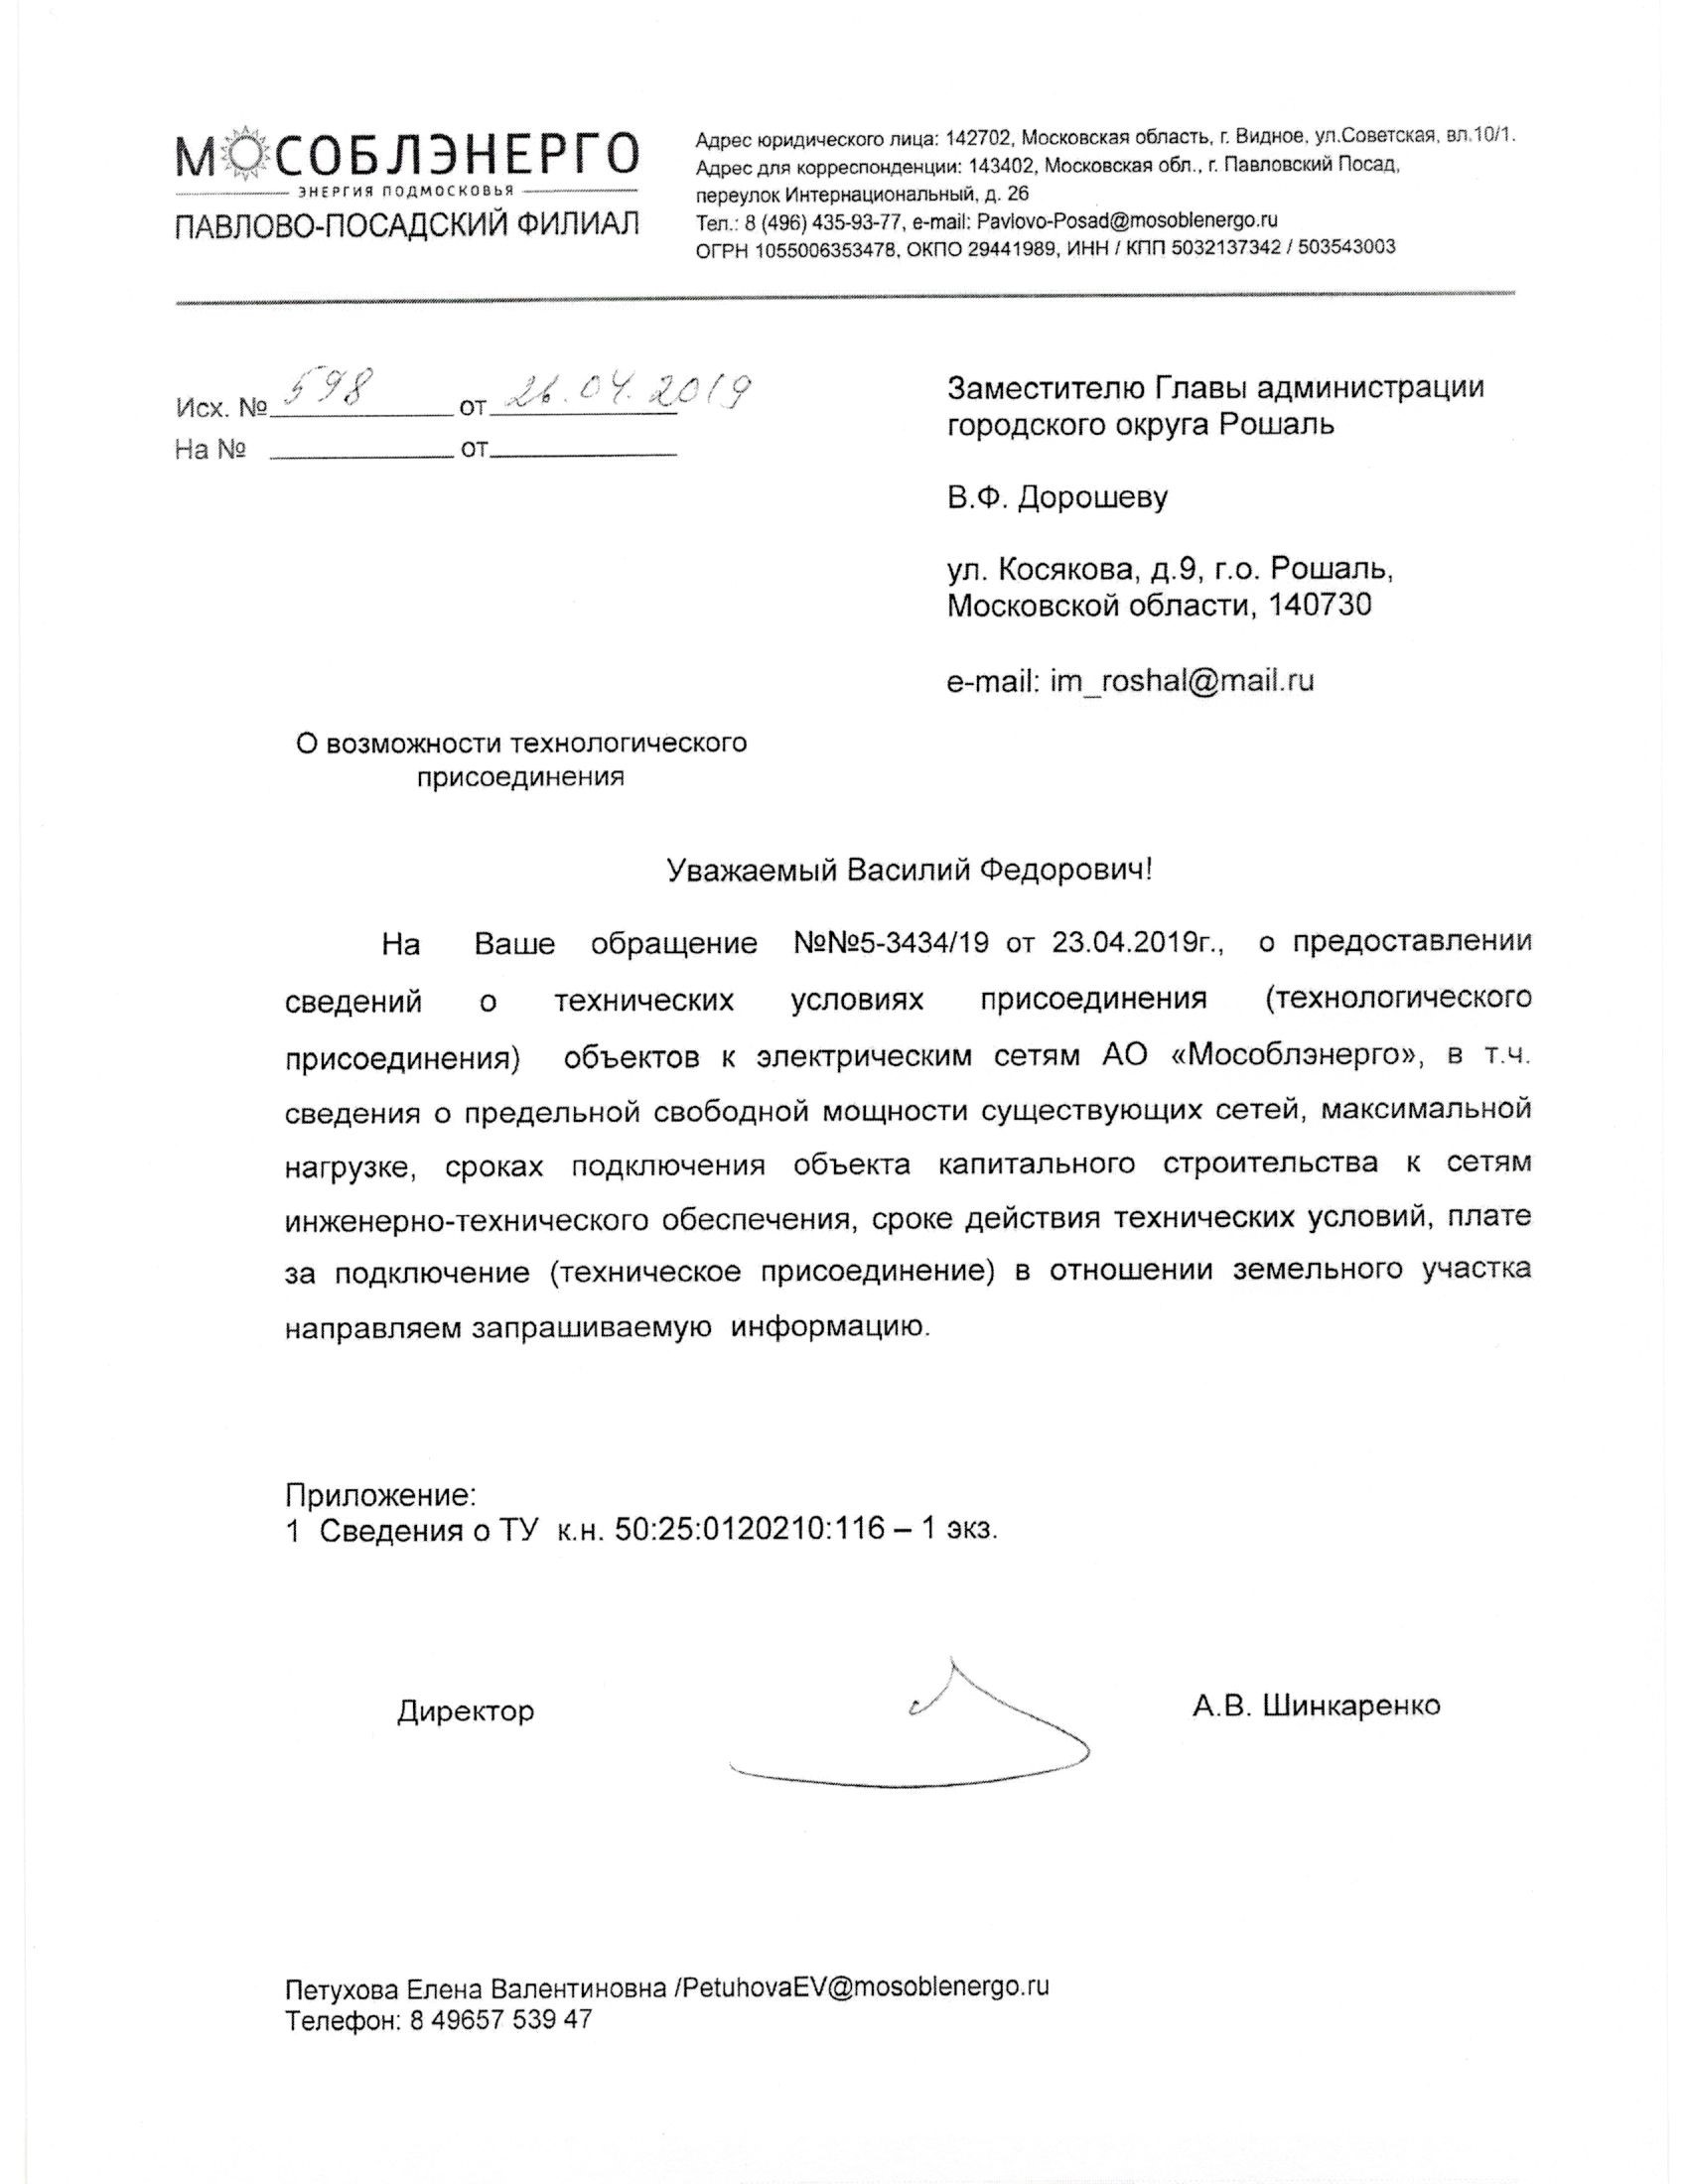 МОСОБЛЭНЕРГО
ЭНЕРГИЯ ПОДМОСКОВЬЯ
ПАВЛОВО-ПОСАДСКИЙ ФИЛИАЛ
Адрес юридического лица: 142702, Московская область, г. Видное, ул.Советская, вл.10/1.
Адрес для корреспонденции: 143402, Московская обл., г. Павловский Посад,
переулок Интернациональный, д. 26
Тел.: 8 (496) 435-93-77, e-mail: Pavlovo-Posad@mosoblenergo.ru
ОГРН 1055006353478, ОКПО 29441989, ИНН / КПП 5032137342 / 503543003
Исх. № 598 от 26.04.2019
На № от
Заместителю Главы администрации
городского округа Рошаль
В.Ф. Дорошеву
ул. Косякова, д.9, г.о. Рошаль,
Московской области, 140730
e-mail: im_roshal@mail.ru
О возможности технологического
присоединения
Уважаемый Василий Федорович!
На Ваше обращение №№5-3434/19 от 23.04.2019г., о предоставлении
сведений о технических условиях присоединения (технологического
присоединения) объектов к электрическим сетям АО «Мособлэнерго», в т.ч.
сведения о предельной свободной мощности существующих сетей, максимальной
нагрузке, сроках подключения объекта капитального строительства к сетям
инженерно-технического обеспечения, сроке действия технических условий, плате
за подключение (техническое присоединение) в отношении земельного участка
направляем запрашиваемую информацию.
Приложение:
1 Сведения о ТУ к.н. 50:25:0120210:116 – 1 экз.
Директор
А.В. Шинкаренко
Петухова Елена Валентиновна /PetuhovaEV@mosoblenergo.ru
Телефон: 8 49657 539 47